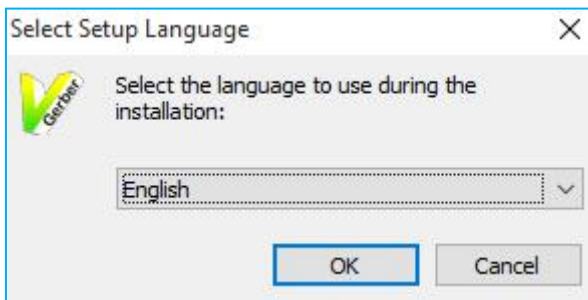 Select Setup Language
Gerber
Select the language to use during the
installation:
English
OK
Cancel